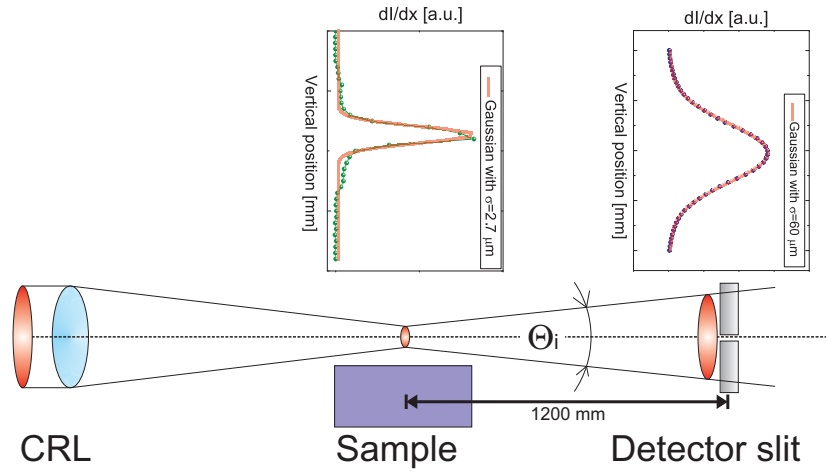 dI/dx [a.u.]
Vertical position [mm]
Gaussian with σ=2.7 μm
dI/dx [a.u.]
Vertical position [mm]
Gaussian with σ=60 μm
Θi
1200 mm
CRL
Sample
Detector slit